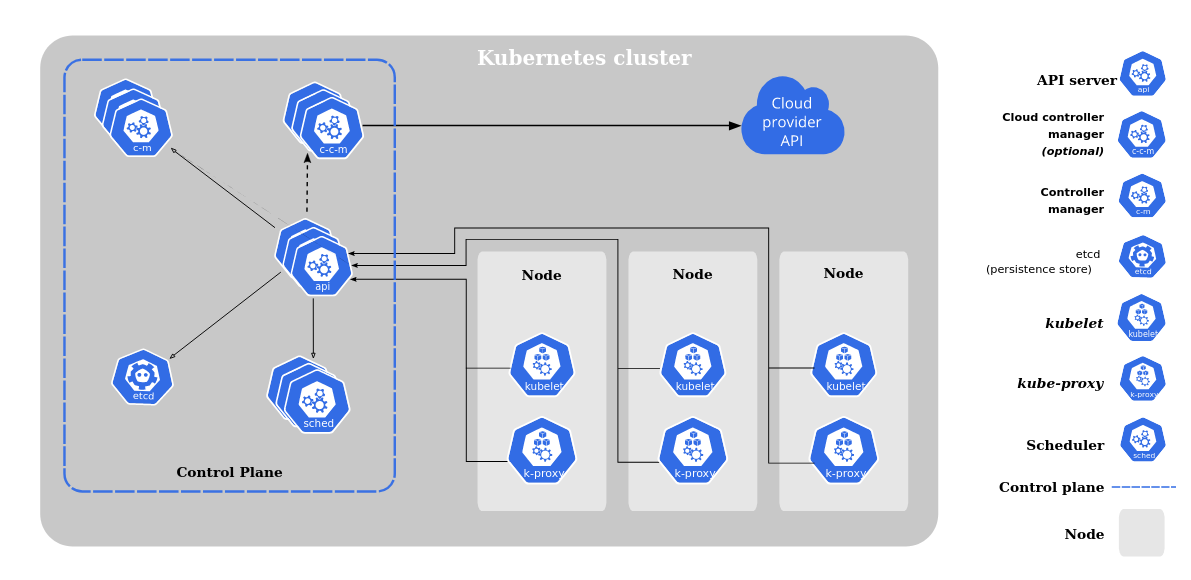 Kubernetes cluster
c-m
c-c-m
Cloud
provider
API
api
etcd
sched
Control Plane
Node
Node
Node
kubelet
kubelet
kubelet
k-proxy
k-proxy
k-proxy
API server
api
Cloud controller
manager
(optional)
c-c-m
Controller
manager
c-m
etcd
(persistence store)
etcd
kubelet
kubelet
kube-proxy
k-proxy
Scheduler
sched
Control plane
Node